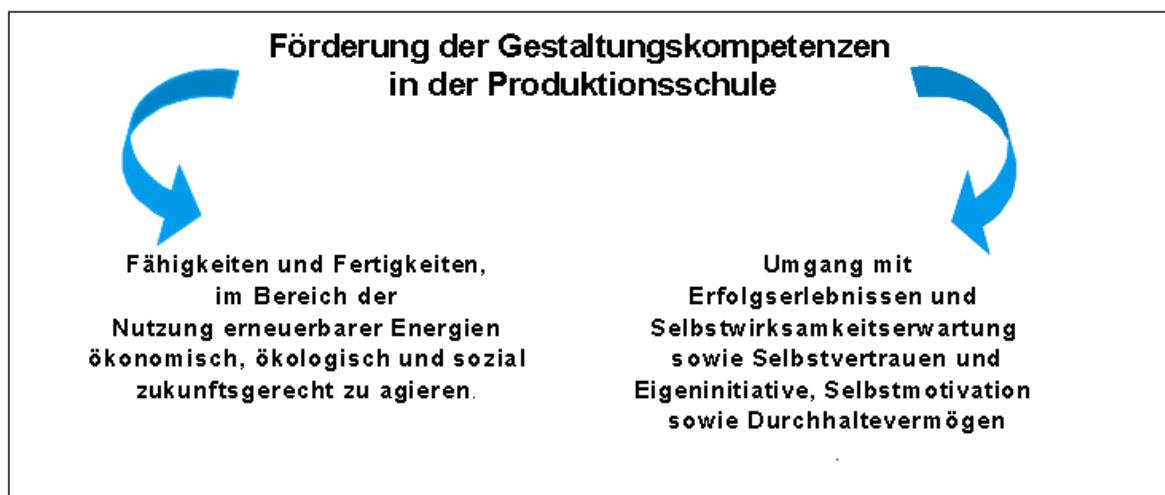 Förderung der Gestaltungskompetenzen
in der Produktionsschule
Fähigkeiten und Fertigkeiten,
im Bereich der
Nutzung erneuerbarer Energien
ökonomisch, ökologisch und sozial
zukunftsgerecht zu agieren.
Umgang mit
Erfolgserlebnissen und
Selbstwirksamkeitserwartung
sowie Selbstvertrauen und
Eigeninitiative, Selbstmotivation
sowie Durchhaltevermögen
.